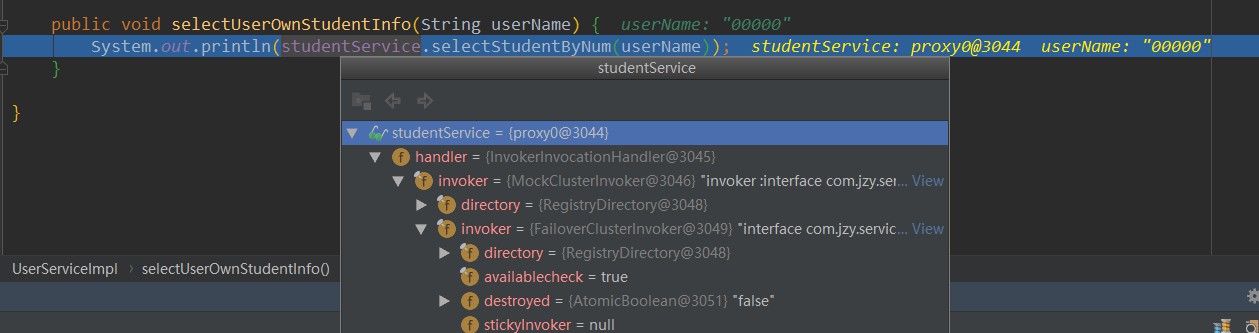 public void selectUserOwnStudentInfo(String userName) {  userName: "00000"
System.out.println(studentService.selectStudentByNum(userName));  studentService: proxy0@3044  userName: "00000"
}
studentService
}
studentService = {proxy0@3044}
handler = {InvokerInvocationHandler@3045}
invoker = {MockClusterInvoker@3046} "invoker :interface com.jzy.ser... View
directory = {RegistryDirectory@3048}
invoker = {FailoverClusterInvoker@3049} "interface com.jzy.servic... View
directory = {RegistryDirectory@3048}
UserServiceImpl › selectUserOwnStudentInfo()
availablecheck = true
destroyed = {AtomicBoolean@3051} "false"
stickyInvoker = null